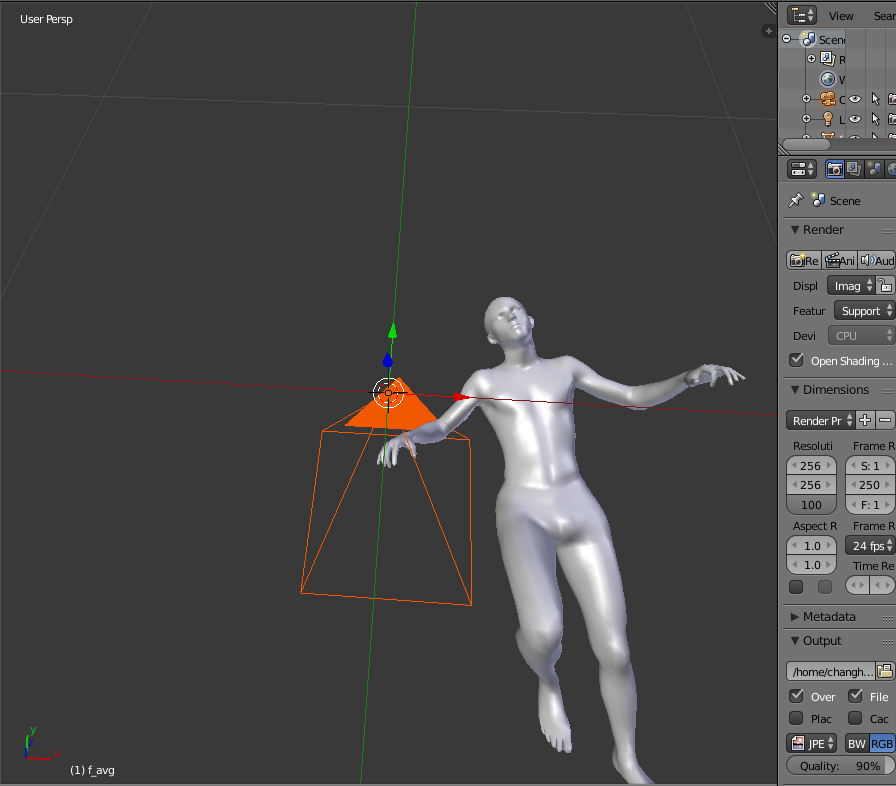 User Persp
View Sear
Scene
R
W
C
L
Scene
Render
Re Ani Aud
Displ Imag
Featur Support
Devi CPU
Open Shading ...
Dimensions
Render Pr
Resoluti Frame R
256 S: 1
256 250
100 F: 1
Aspect R Frame R
1.0 24 fps
1.0 Time Re
Metadata
Output
/home/changh...
Over File
Plac Cac
JPE BW RGB
Quality: 90%
y
z
x
(1) f_avg